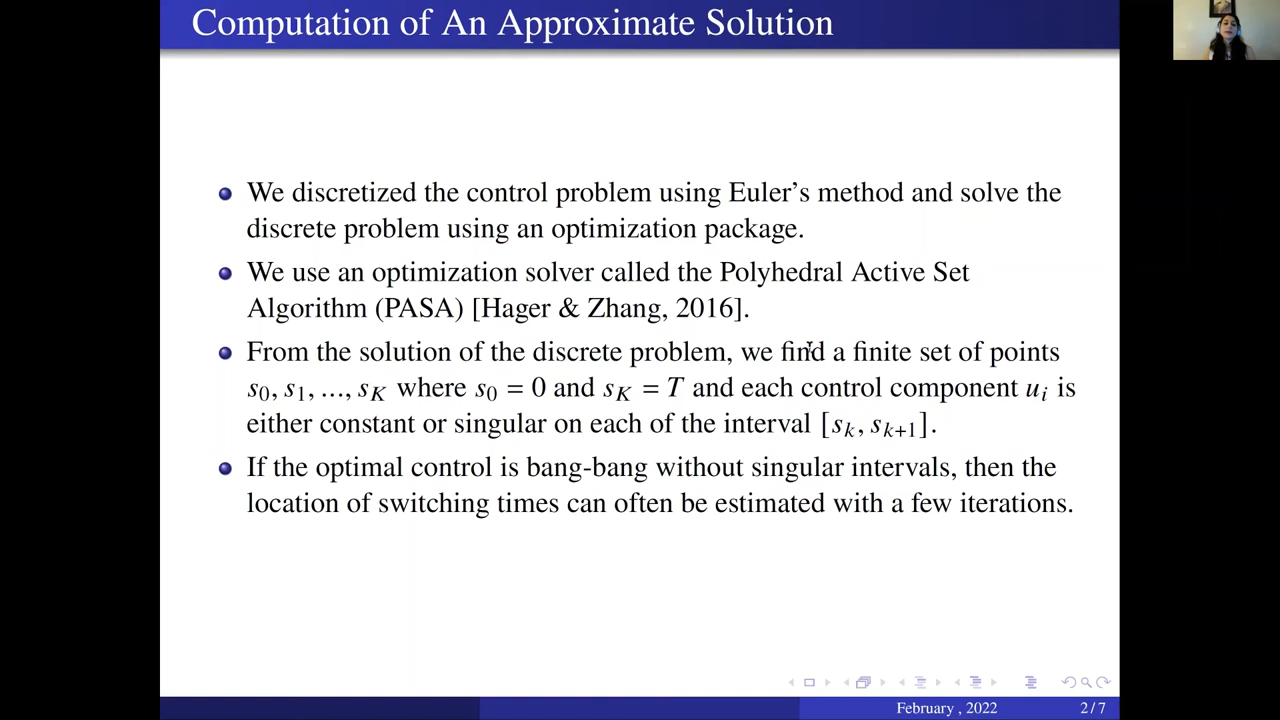 Computation of An Approximate Solution
We discretized the control problem using Euler's method and solve the
discrete problem using an optimization package.
We use an optimization solver called the Polyhedral Active Set
Algorithm (PASA) [Hager & Zhang, 2016].
From the solution of the discrete problem, we find a finite set of points
s₀, s₁, ..., s_K where s₀ = 0 and s_K = T and each control component uᵢ is
either constant or singular on each of the interval [s_k, s_{k+1}].
If the optimal control is bang-bang without singular intervals, then the
location of switching times can often be estimated with a few iterations.
February , 2022 2 / 7